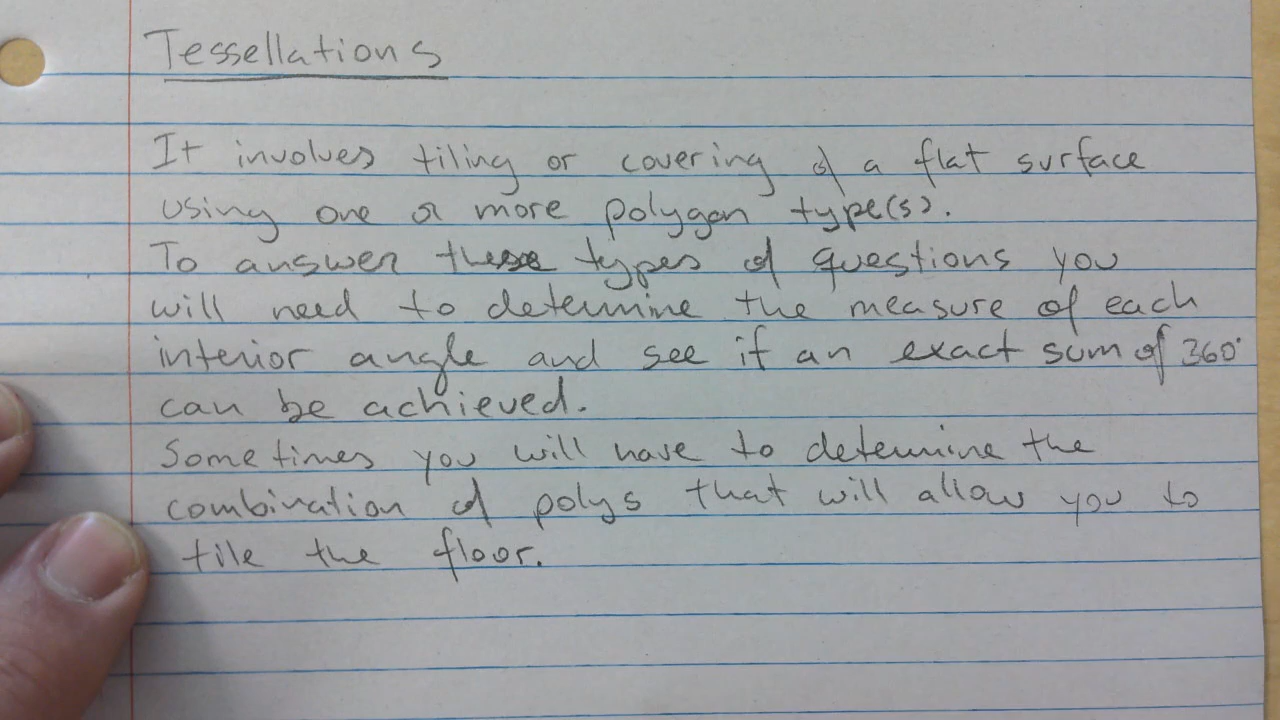 Tessellations
It involves tiling or covering of a flat surface
using one or more polygon type(s).
To answer these types of questions you
will need to determine the measure of each
interior angle and see if an exact sum of 360°
can be achieved.
Sometimes you will have to determine the
combination of polys that will allow you to
tile the floor.